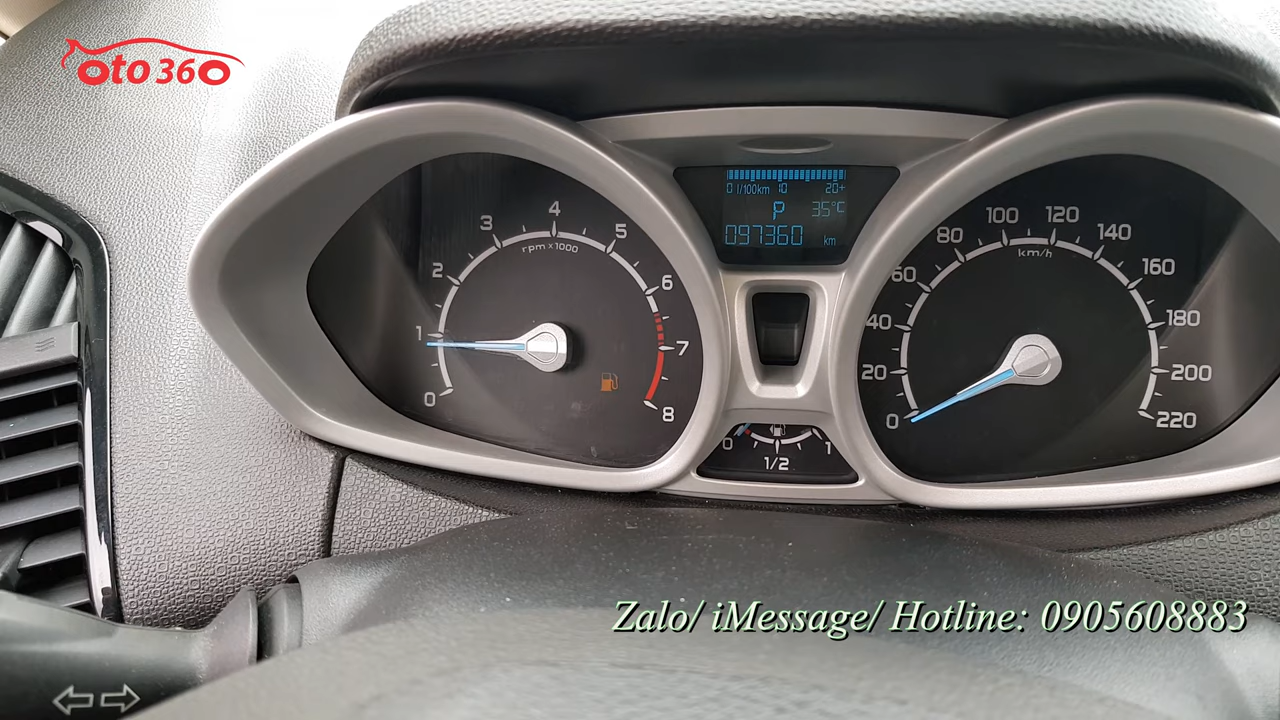 oto 360
0 l/100km 10 20+
P 35°C
097360 km
0 1 2 3 4 5 6 7 8
rpm x 1000
0 20 40 60 80 100 120 140 160 180 200 220
km/h
0 1/2 1
Zalo/ iMessage/ Hotline: 0905608883